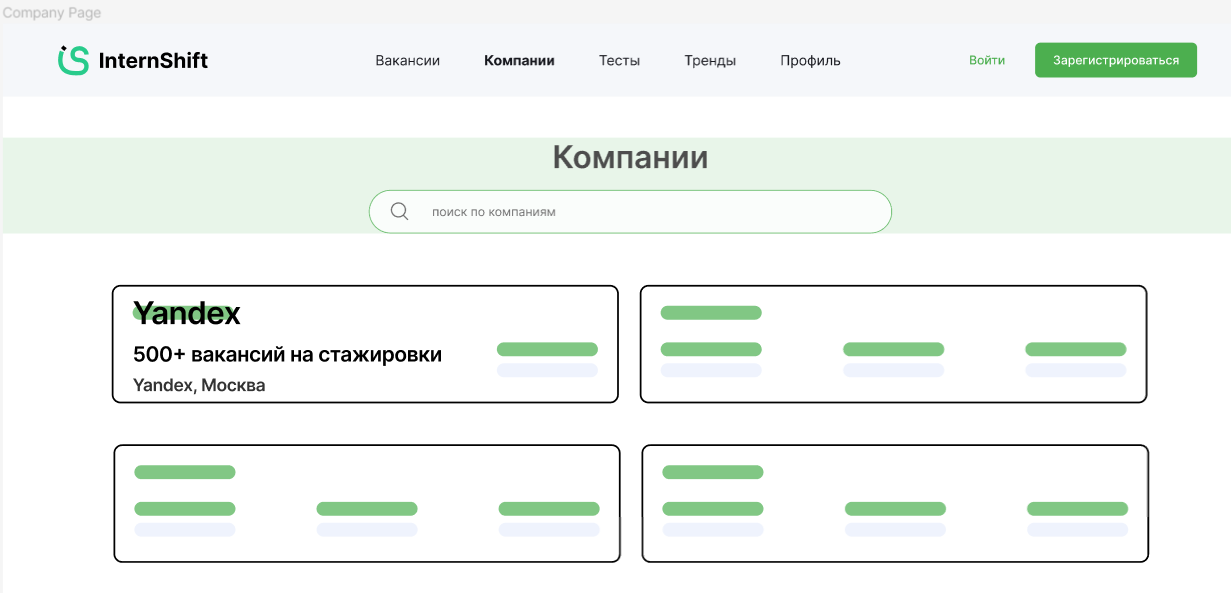 Company Page
InternShift
Вакансии
Компании
Тесты
Тренды
Профиль
Войти
Зарегистрироваться
Компании
поиск по компаниям
Yandex
500+ вакансий на стажировки
Yandex, Москва